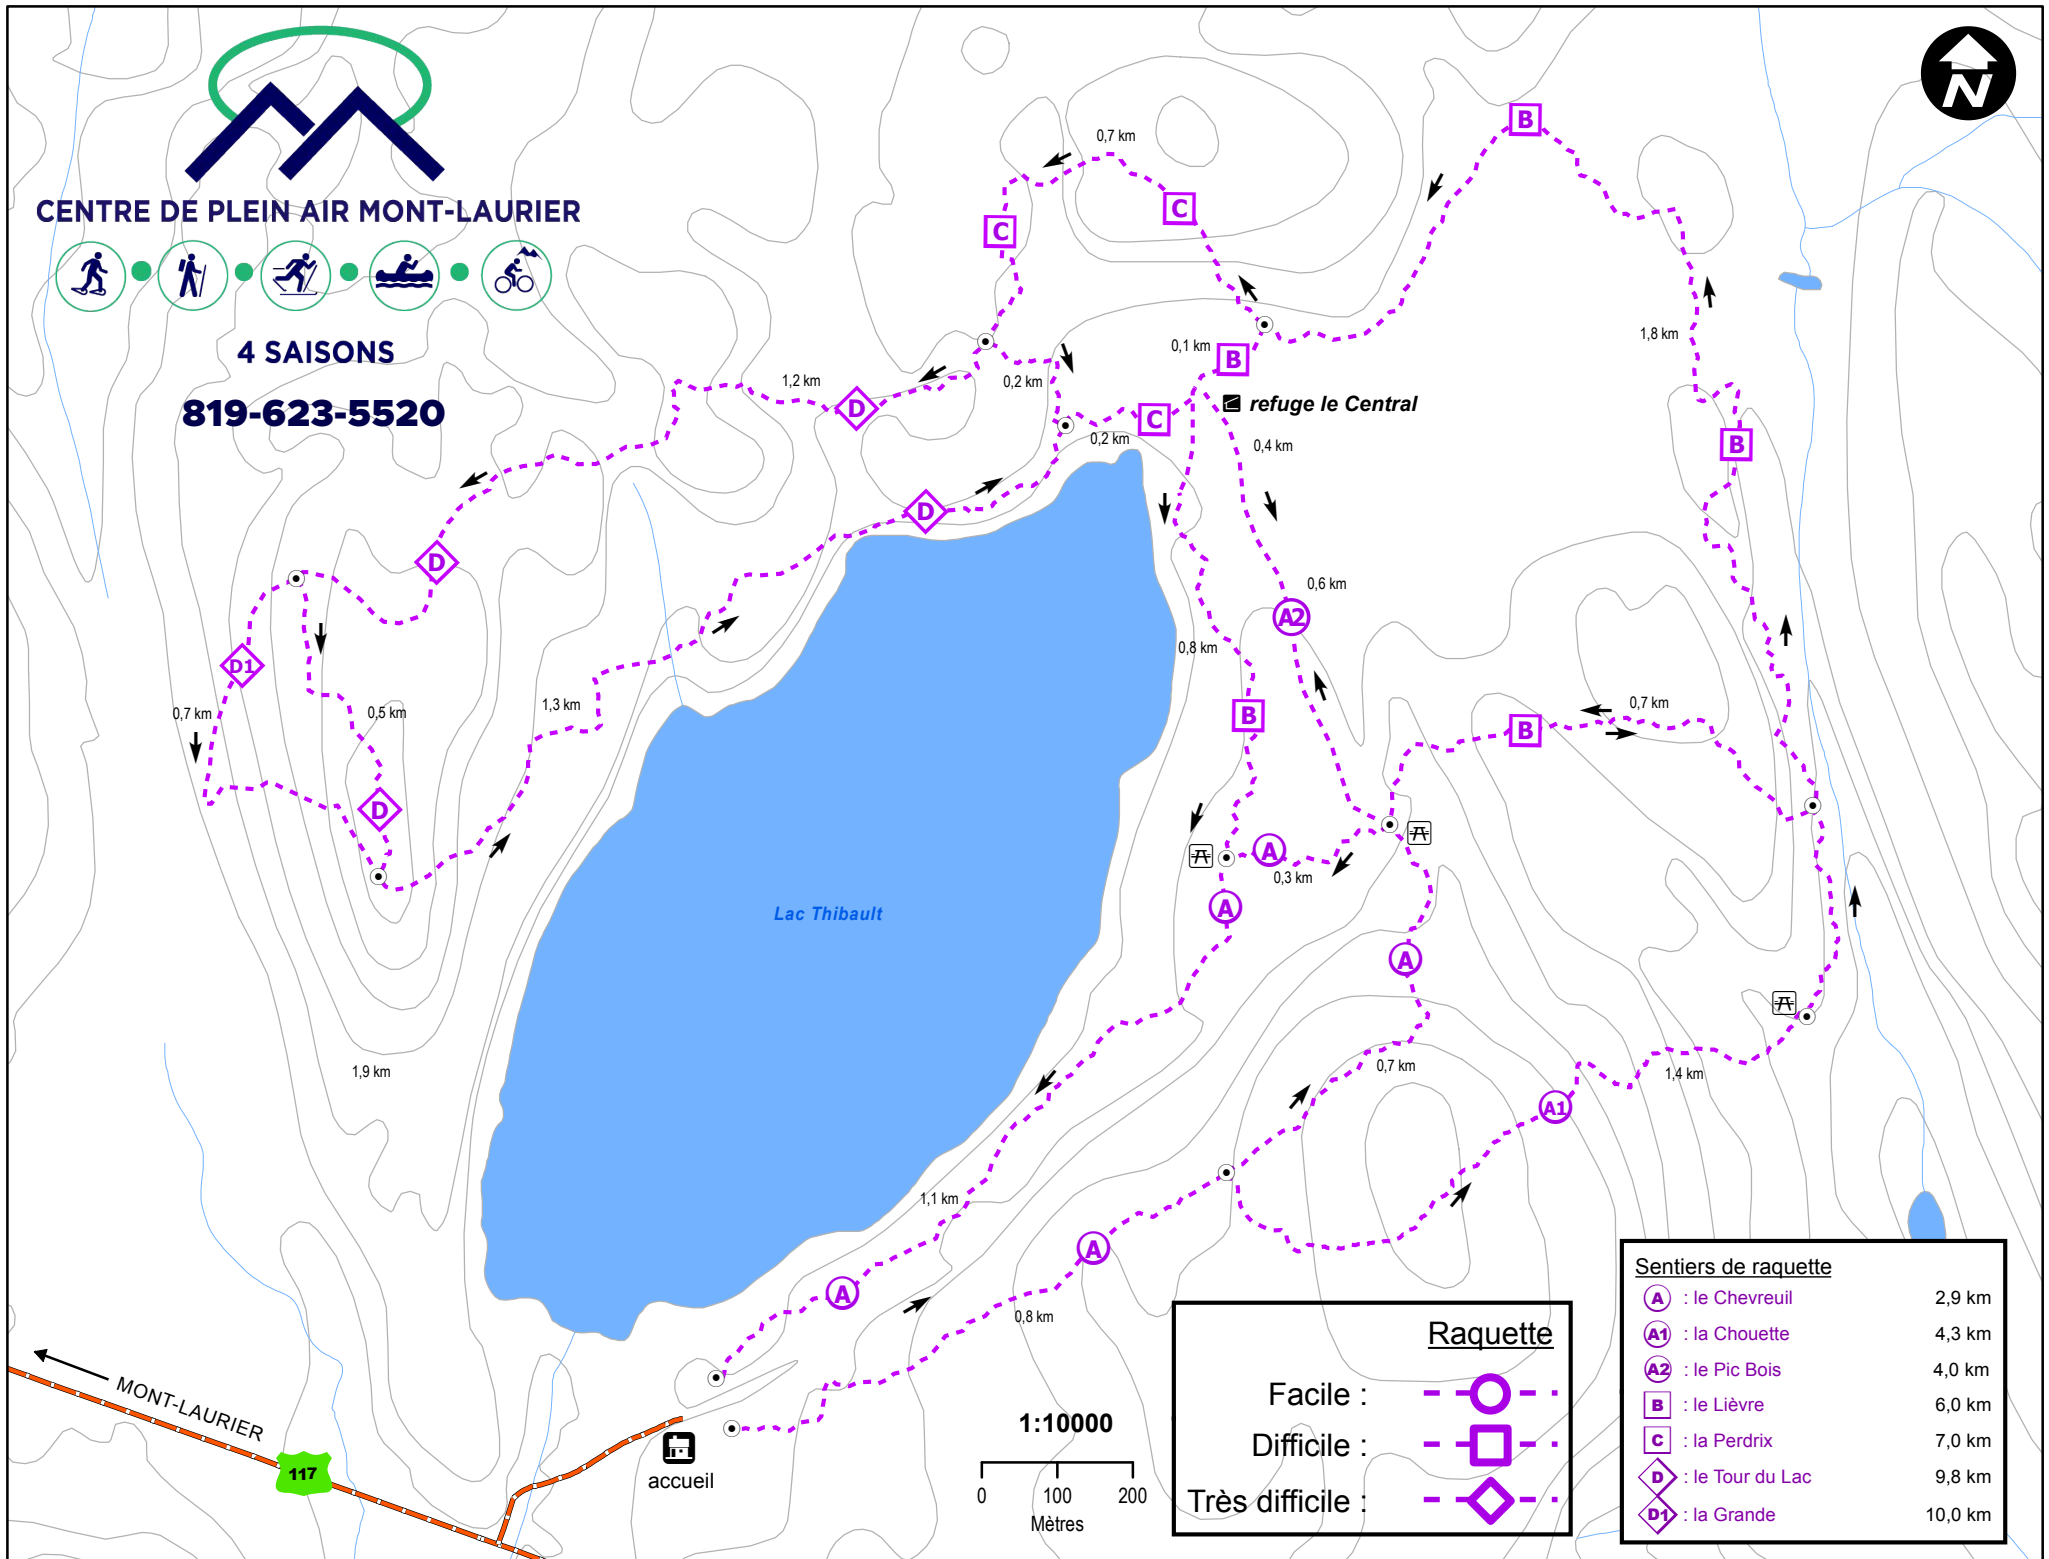 N
CENTRE DE PLEIN AIR MONT-LAURIER
4 SAISONS
819-623-5520
B
0,7 km
C
C
1,8 km
0,1 km
B
1,2 km
0,2 km
D
refuge le Central
C
0,2 km
0,4 km
B
D
D
0,6 km
A2
0,8 km
D1
0,7 km
0,5 km
1,3 km
B
0,7 km
B
D
A
0,3 km
A
Lac Thibault
A
1,9 km
0,7 km
1,4 km
A1
1,1 km
A
A
0,8 km
MONT-LAURIER
117
accueil
1:10000
0 100 200
Mètres
Raquette
Facile :
Difficile :
Très difficile :
Sentiers de raquette
A : le Chevreuil 2,9 km
A1 : la Chouette 4,3 km
A2 : le Pic Bois 4,0 km
B : le Lièvre 6,0 km
C : la Perdrix 7,0 km
D : le Tour du Lac 9,8 km
D1 : la Grande 10,0 km